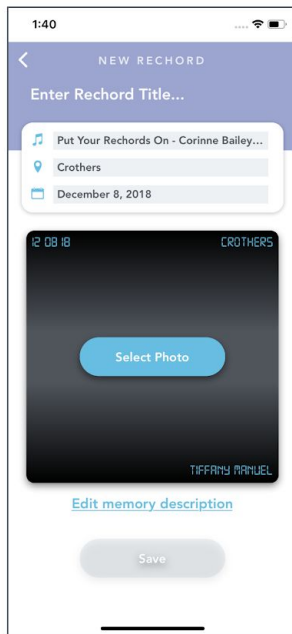 1:40
NEW RECHORD
Enter Rechord Title...
Put Your Rechords On - Corinne Bailey...
Crothers
December 8, 2018
12 08 18
CROTHERS
Select Photo
TIFFANY MANUEL
Edit memory description
Save